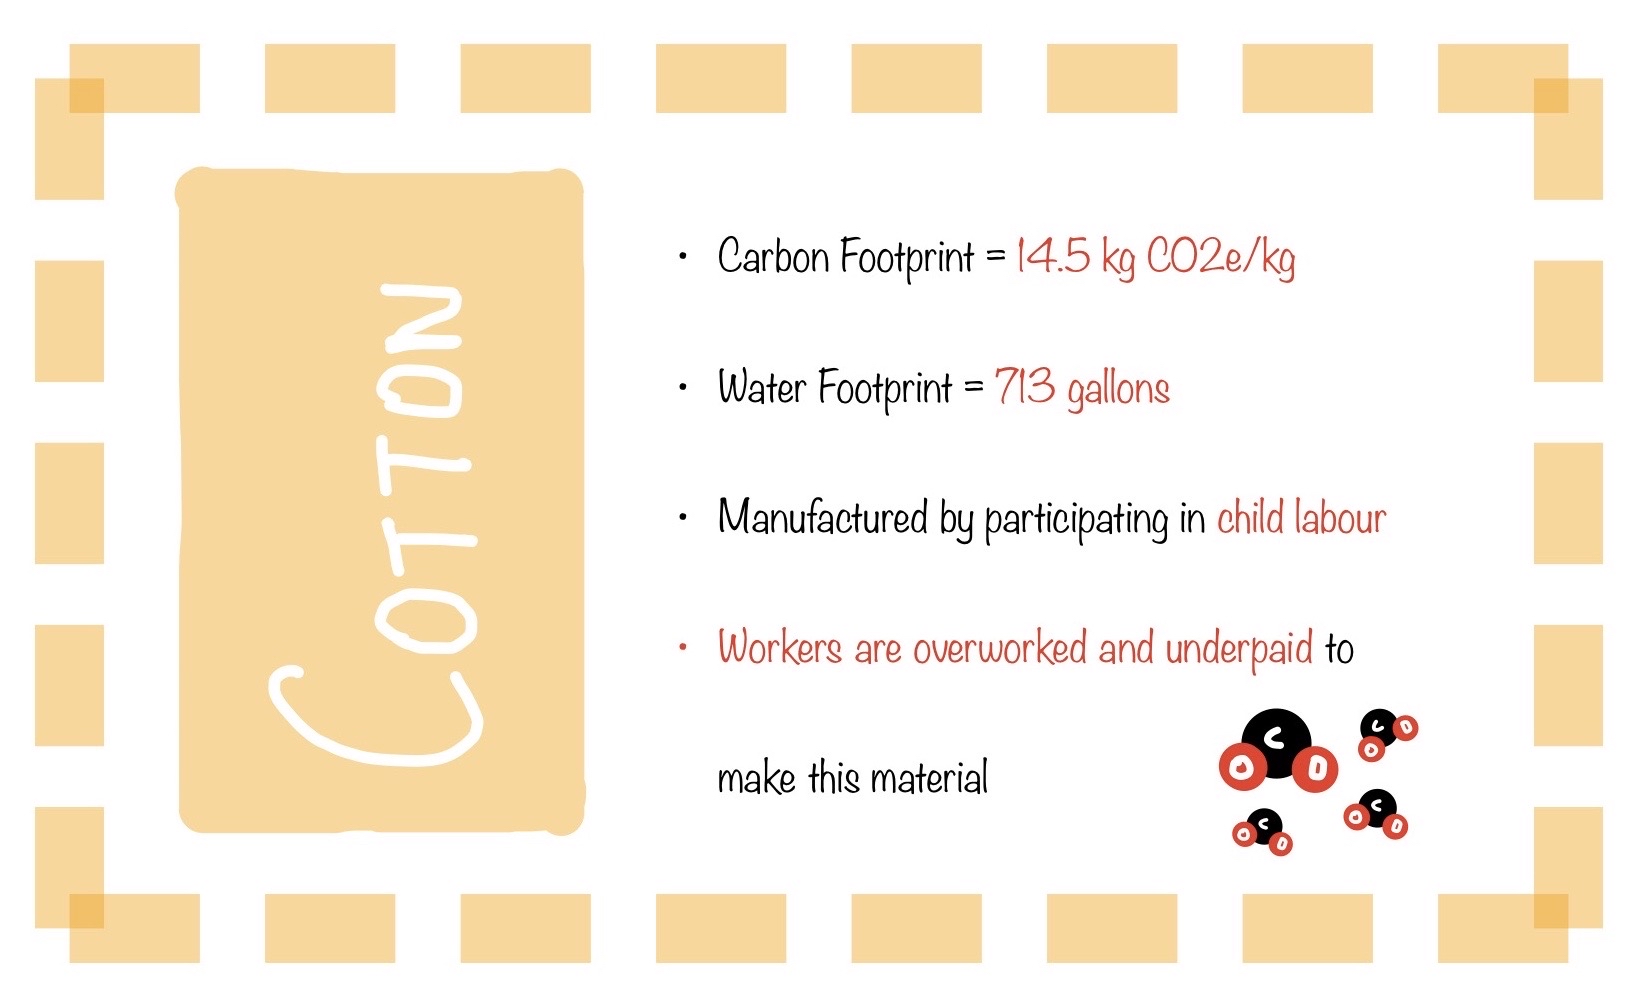 COTTON
• Carbon Footprint = 14.5 kg CO2e/kg
• Water Footprint = 713 gallons
• Manufactured by participating in child labour
• Workers are overworked and underpaid to
make this material
C
O O
C O
O
C
O O
C
O O